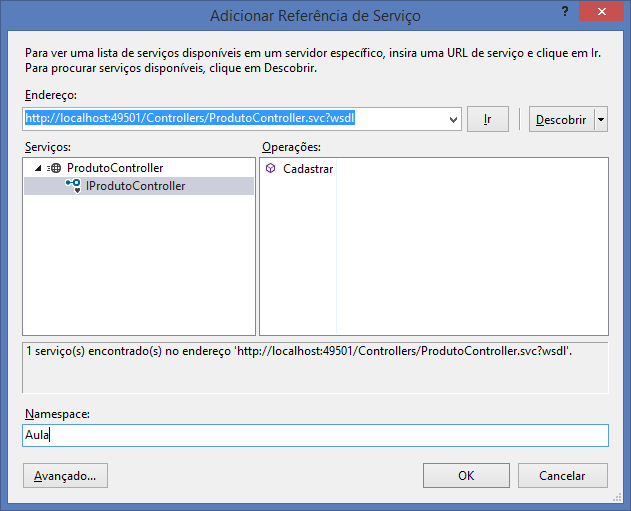 Adicionar Referência de Serviço
?
Para ver uma lista de serviços disponíveis em um servidor específico, insira uma URL de serviço e clique em Ir.
Para procurar serviços disponíveis, clique em Descobrir.
Endereço:
http://localhost:49501/Controllers/ProdutoController.svc?wsdl
Ir
Descobrir
Serviços:
Operações:
ProdutoController
IProdutoController
Cadastrar
1 serviço(s) encontrado(s) no endereço 'http://localhost:49501/Controllers/ProdutoController.svc?wsdl'.
Namespace:
Aula
Avançado...
OK
Cancelar